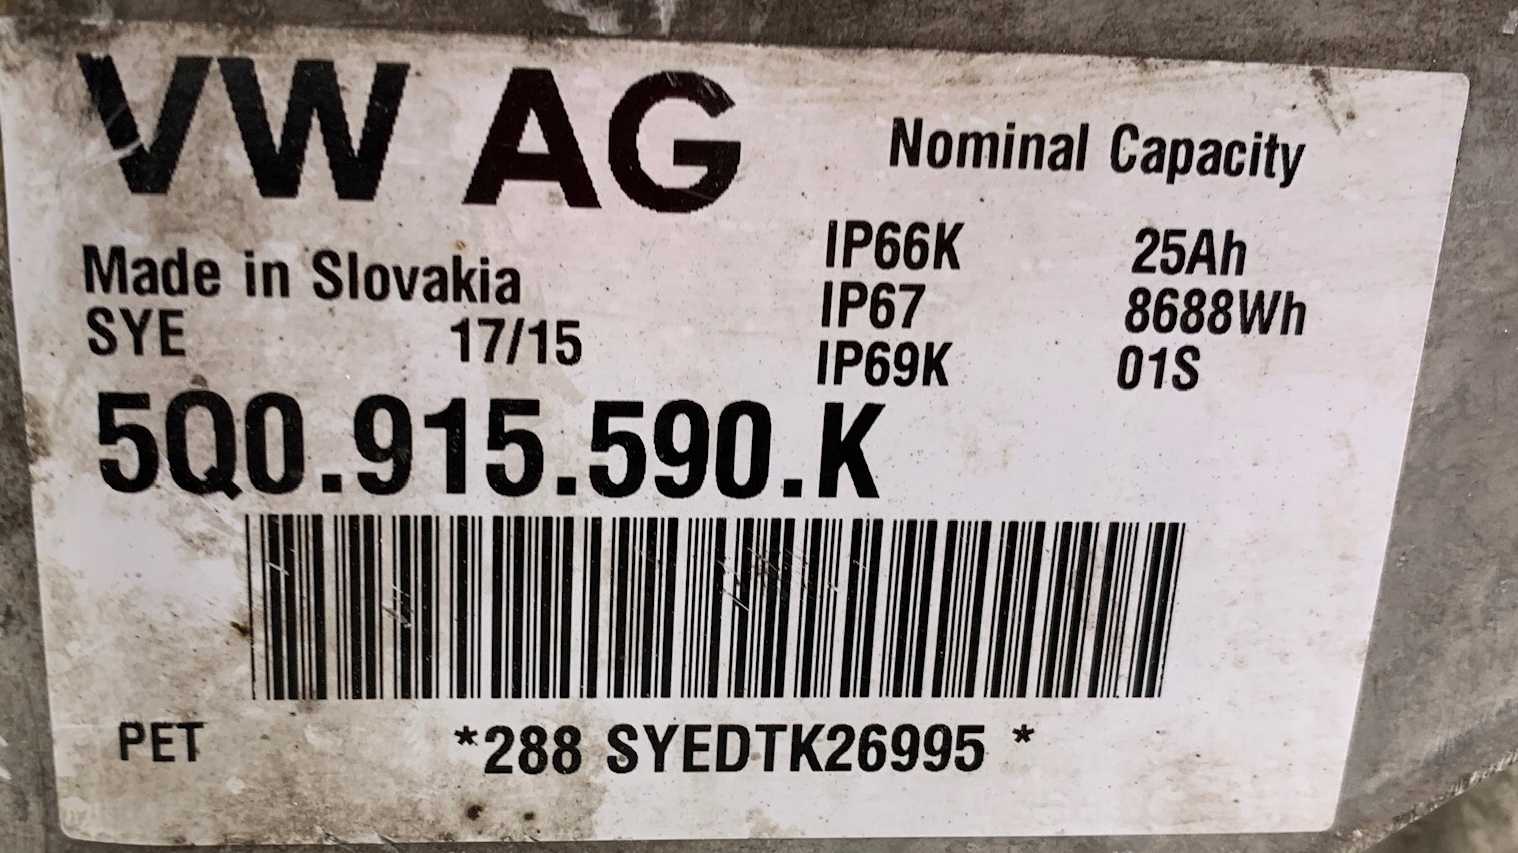 VW AG
Nominal Capacity
Made in Slovakia
IP66K 25Ah
SYE 17/15
IP67 8688Wh
IP69K 01S
5Q0.915.590.K
PET *288 SYEDTK26995 *